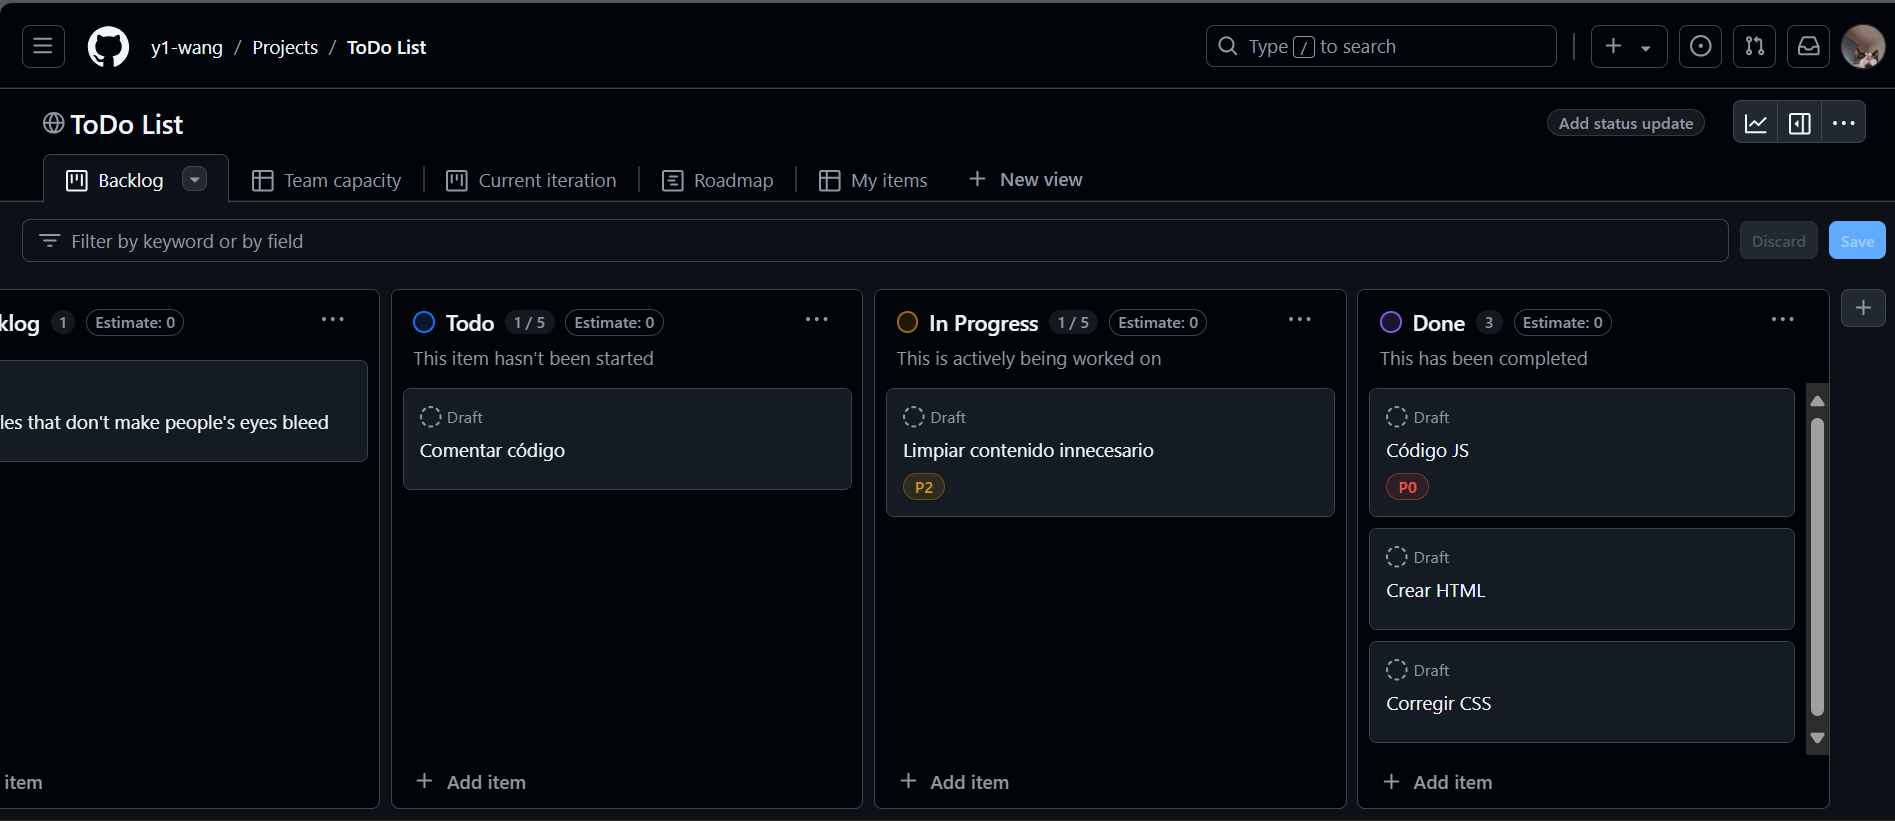 y1-wang / Projects / ToDo List
Type / to search
ToDo List
Add status update
Backlog
Team capacity
Current iteration
Roadmap
My items
New view
Filter by keyword or by field
Discard
Save
klog 1 Estimate: 0
les that don't make people's eyes bleed
item
Todo 1 / 5 Estimate: 0
This item hasn't been started
Draft
Comentar código
Add item
In Progress 1 / 5 Estimate: 0
This is actively being worked on
Draft
Limpiar contenido innecesario
P2
Add item
Done 3 Estimate: 0
This has been completed
Draft
Código JS
P0
Draft
Crear HTML
Draft
Corregir CSS
Add item